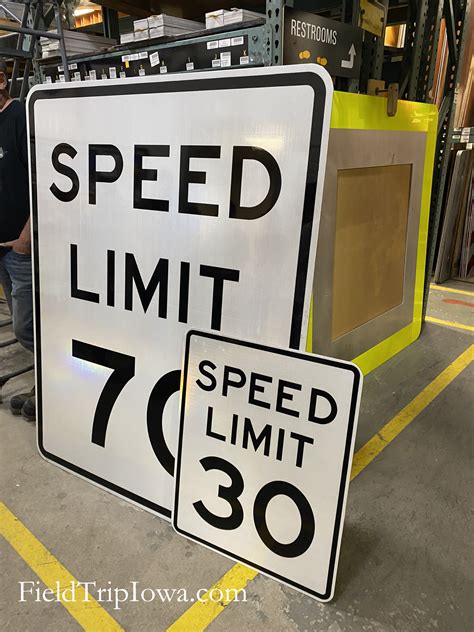 RESTROOMS
SPEED
LIMIT
70
SPEED
LIMIT
30
FieldTripIowa.com